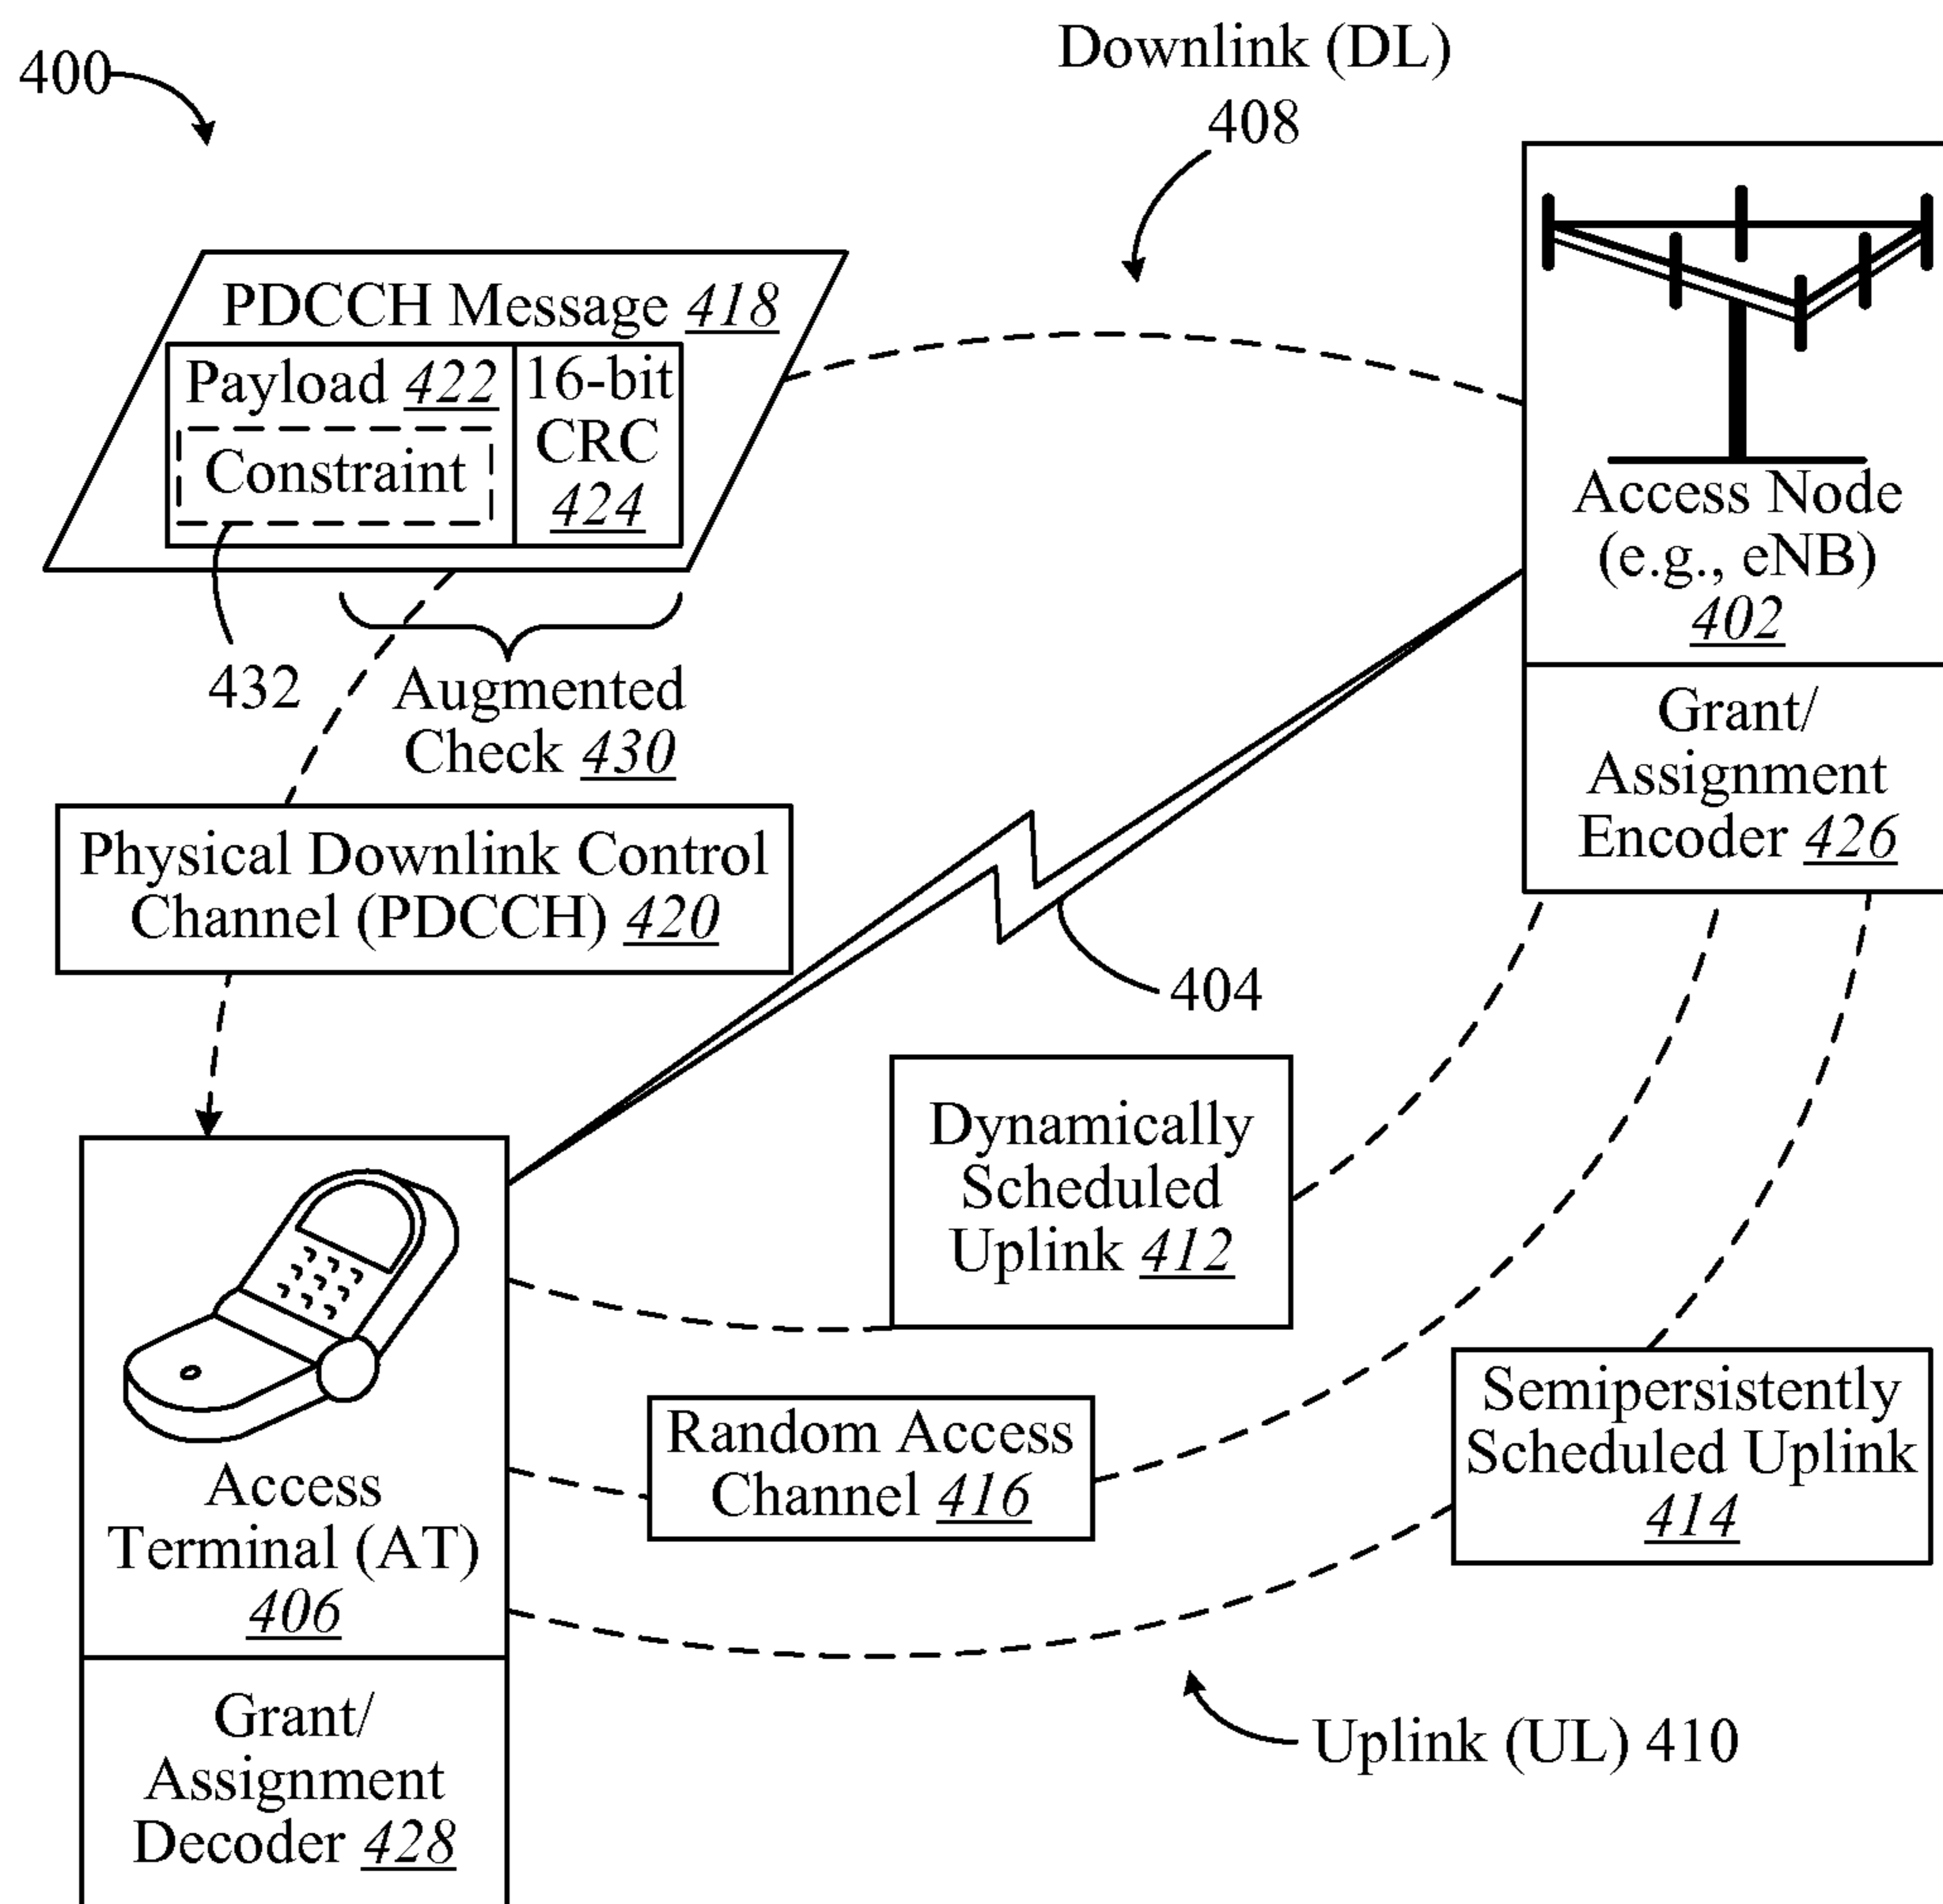 400
Downlink (DL)
408
PDCCH Message 418
Payload 422
16-bit
CRC
424
Constraint
432
Augmented
Check 430
Access Node
(e.g., eNB)
402
Grant/
Assignment
Encoder 426
Physical Downlink Control
Channel (PDCCH) 420
404
Dynamically
Scheduled
Uplink 412
Random Access
Channel 416
Semipersistently
Scheduled Uplink
414
Access
Terminal (AT)
406
Grant/
Assignment
Decoder 428
Uplink (UL) 410